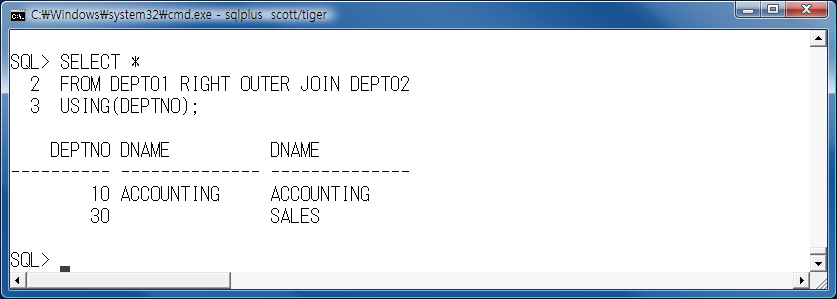 C:₩Windows₩system32₩cmd.exe - sqlplus  scott/tiger
SQL> SELECT *
  2  FROM DEPT01 RIGHT OUTER JOIN DEPT02
  3  USING(DEPTNO);
    DEPTNO DNAME          DNAME
---------- -------------- --------------
        10 ACCOUNTING     ACCOUNTING
        30                SALES
SQL>